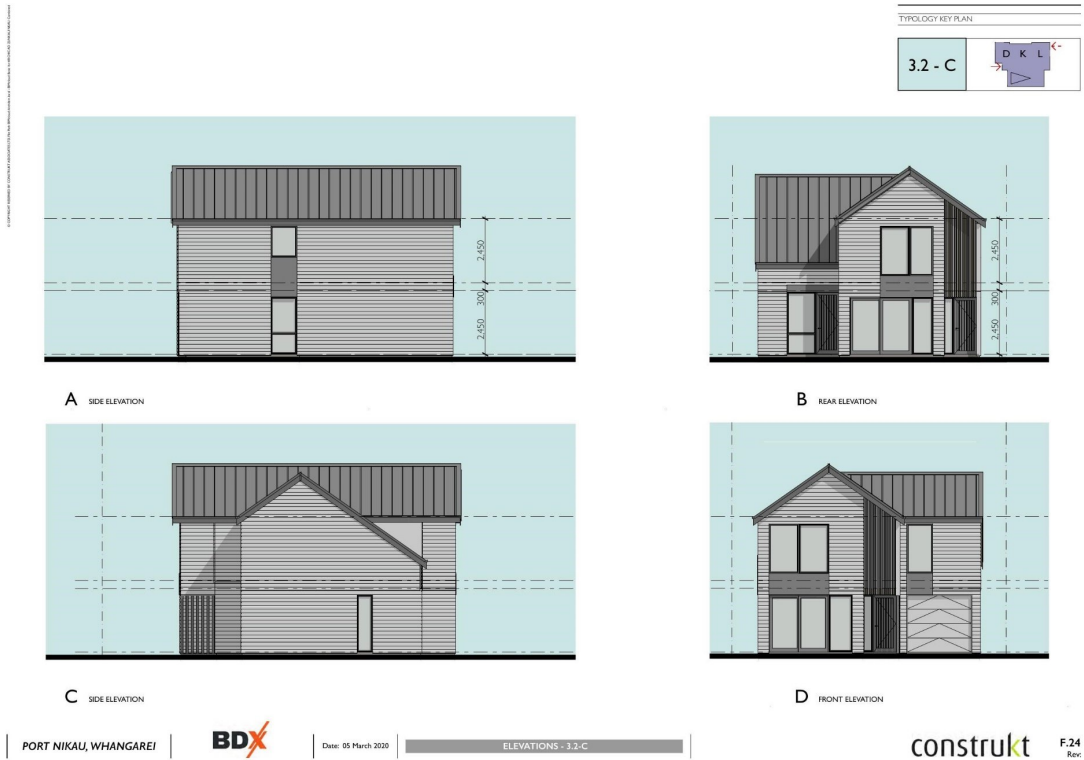 TYPOLOGY KEY PLAN
3.2 - C
D K L
2,450
300
2,450
2,450
300
2,450
A SIDE ELEVATION
B REAR ELEVATION
C SIDE ELEVATION
D FRONT ELEVATION
PORT NIKAU, WHANGAREI
BDX
Date: 05 March 2020
ELEVATIONS - 3.2-C
construkt
F.24
Rev: